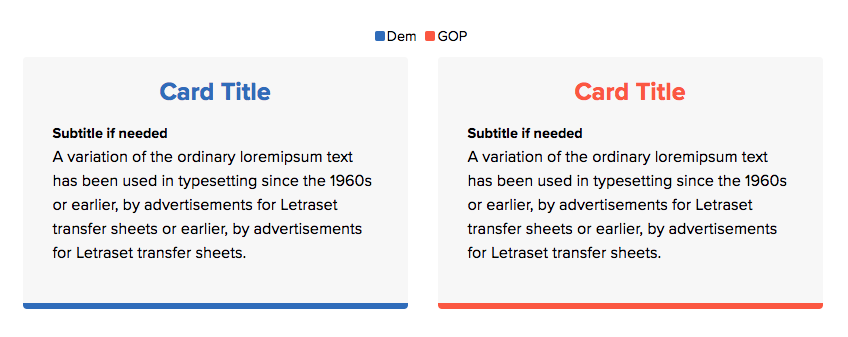 Dem GOP
Card Title
Subtitle if needed
A variation of the ordinary loremipsum text
has been used in typesetting since the 1960s
or earlier, by advertisements for Letraset
transfer sheets or earlier, by advertisements
for Letraset transfer sheets.
Card Title
Subtitle if needed
A variation of the ordinary loremipsum text
has been used in typesetting since the 1960s
or earlier, by advertisements for Letraset
transfer sheets or earlier, by advertisements
for Letraset transfer sheets.